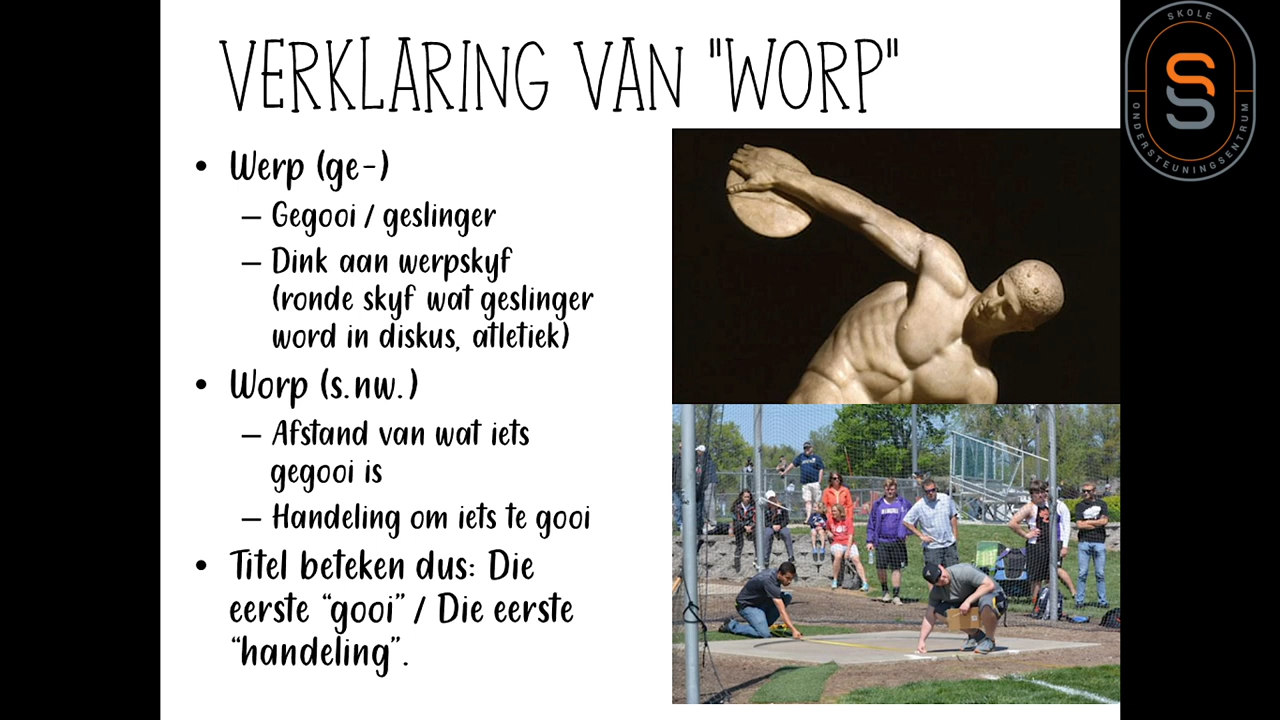 VERKLARING VAN "WORP"
• Werp (ge-)
– Gegooi / geslinger
– Dink aan werpskyf
(ronde skyf wat geslinger
word in diskus, atletiek)
• Worp (s.nw.)
– Afstand van wat iets
gegooi is
– Handeling om iets te gooi
• Titel beteken dus: Die
eerste “gooi” / Die eerste
“handeling”.
SKOLE
SS
ONDERSTEUNINGSENTRUM